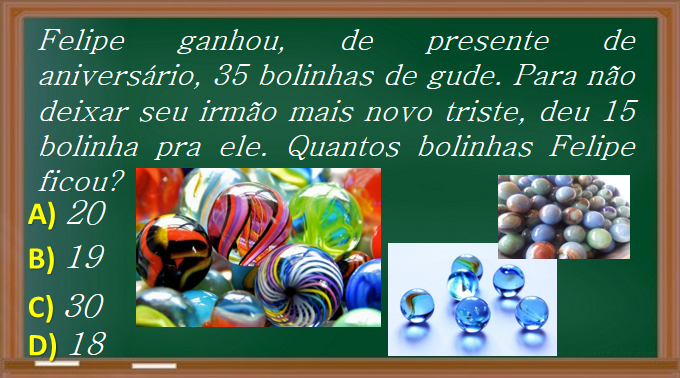 Felipe ganhou, de presente de
aniversário, 35 bolinhas de gude. Para não
deixar seu irmão mais novo triste, deu 15
bolinha pra ele. Quantos bolinhas Felipe
ficou?
A) 20
B) 19
C) 30
D) 18